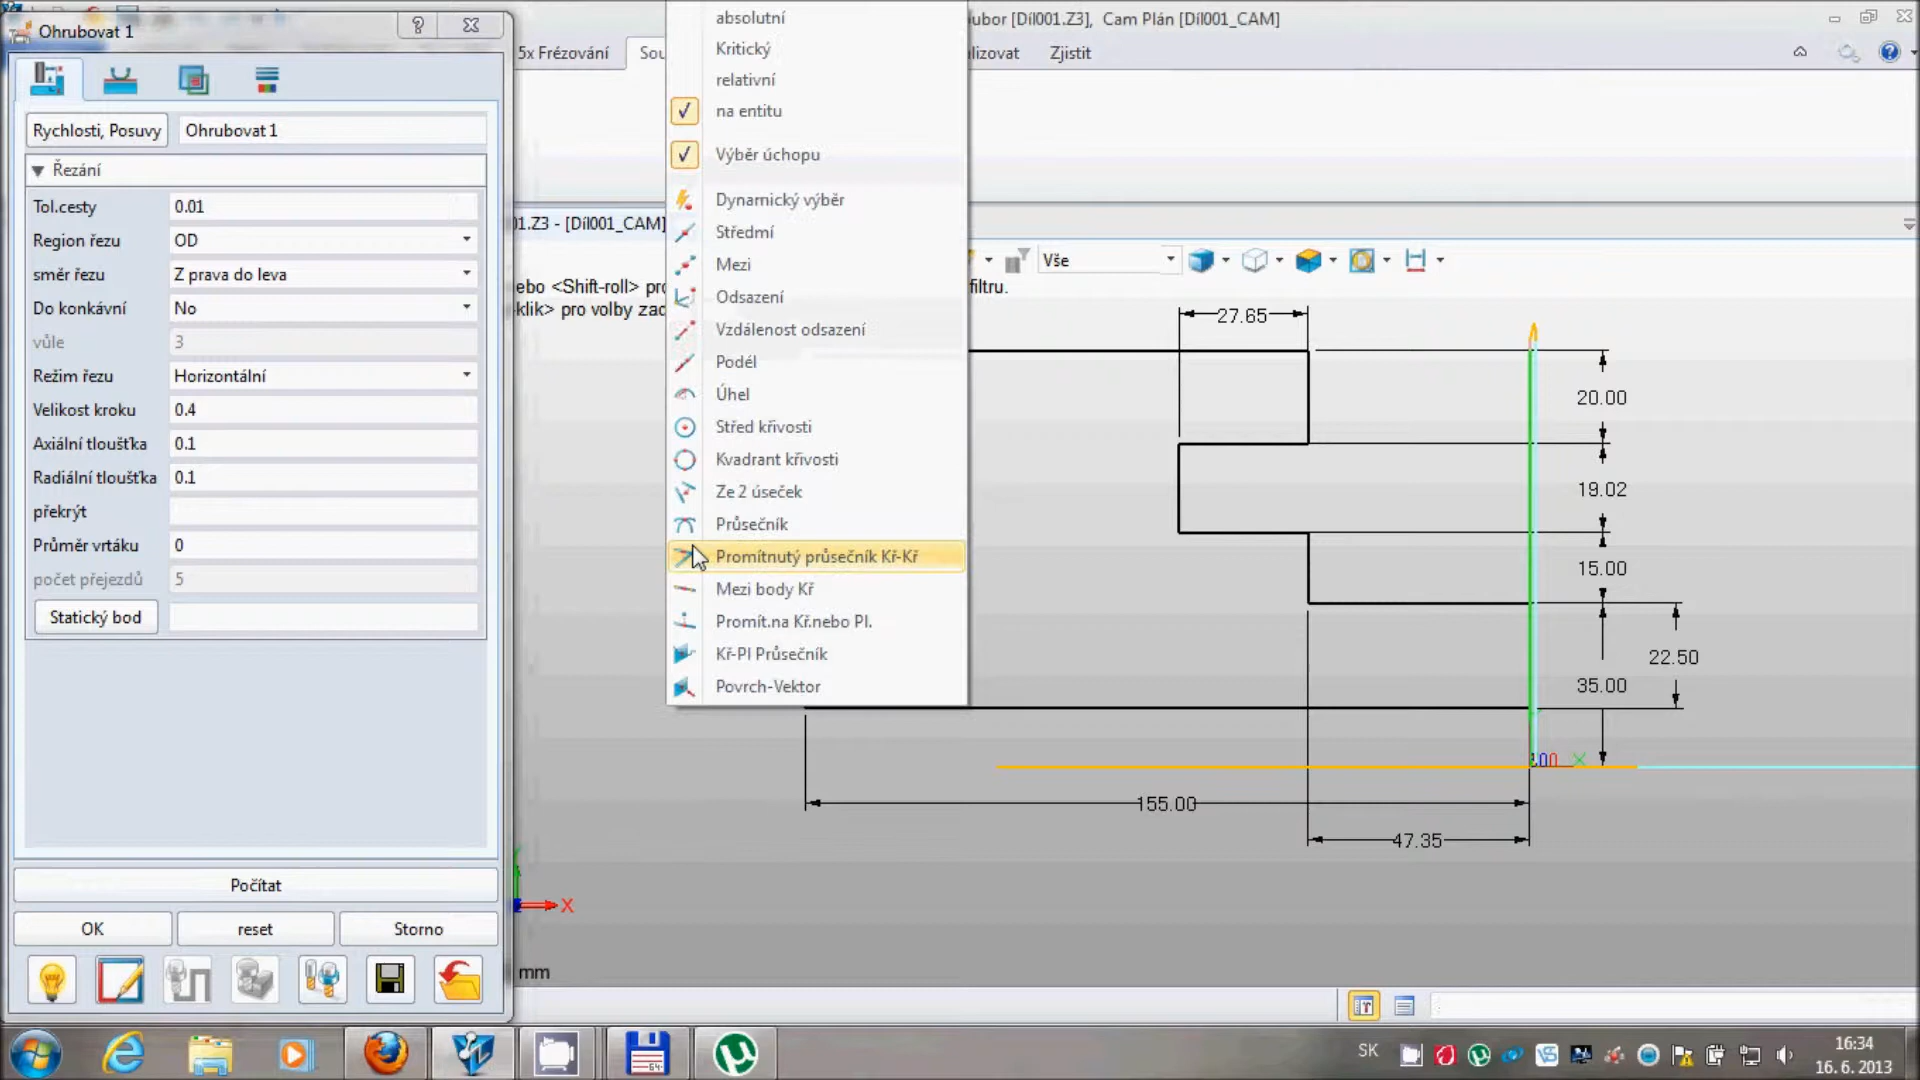 Ohrubovat 1
Rychlosti, Posuvy
Ohrubovat 1
Řezání
Tol.cesty
0.01
Region řezu
OD
směr řezu
Z prava do leva
Do konkávní
No
vůle
3
Režim řezu
Horizontální
Velikost kroku
0.4
Axiální tloušťka
0.1
Radiální tloušťka
0.1
překrýt
Průměr vrtáku
0
počet přejezdů
5
Statický bod
Počítat
OK
reset
Storno
ubor [Díl001.Z3], Cam Plán [Díl001_CAM]
5x Frézování
Sou
lizovat
Zjistit
01.Z3 - [Díl001_CAM]
Vše
ebo <Shift-roll> pro
filtru.
klik> pro volby zad
absolutní
Kritický
relativní
na entitu
Výběr úchopu
Dynamický výběr
Střední
Mezi
Odsazení
Vzdálenost odsazení
Podél
Úhel
Střed křivosti
Kvadrant křivosti
Ze 2 úseček
Průsečník
Promítnutý průsečník Kř-Kř
Mezi body Kř
Promít.na Kř.nebo Pl.
Kř-Pl Průsečník
Povrch-Vektor
27.65
20.00
19.02
15.00
22.50
35.00
155.00
47.35
X
X
mm
SK
16:34
16. 6. 2013